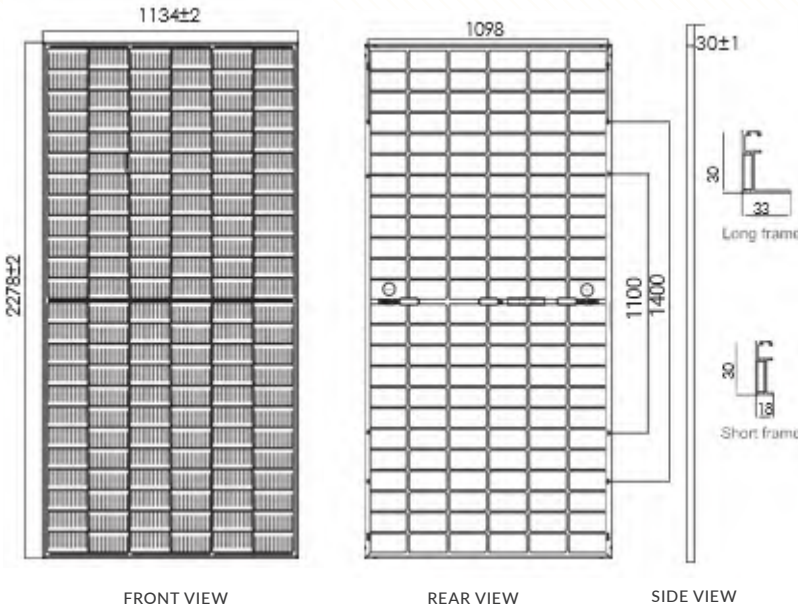 1134±2
1098
30±1
2278±2
1100
1400
30
33
Long frame
30
18
Short frame
FRONT VIEW
REAR VIEW
SIDE VIEW